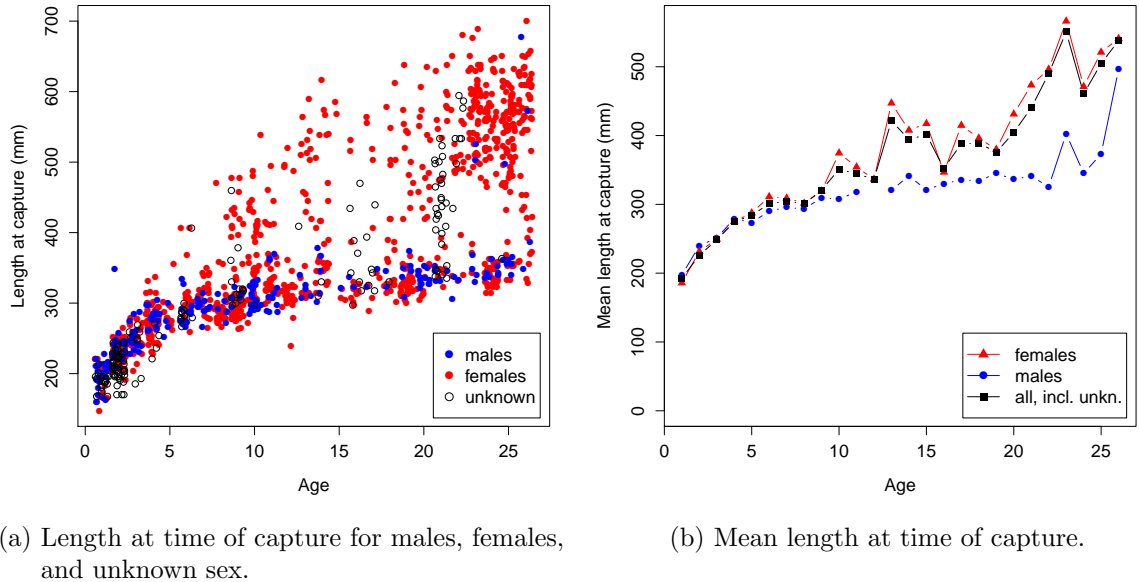 700
600
500
400
300
200
Length at capture (mm)
males
females
unknown
0 5 10 15 20 25
Age
(a) Length at time of capture for males, females,
and unknown sex.
500
400
300
200
100
0
Mean length at capture (mm)
females
males
all, incl. unkn.
0 5 10 15 20 25
Age
(b) Mean length at time of capture.